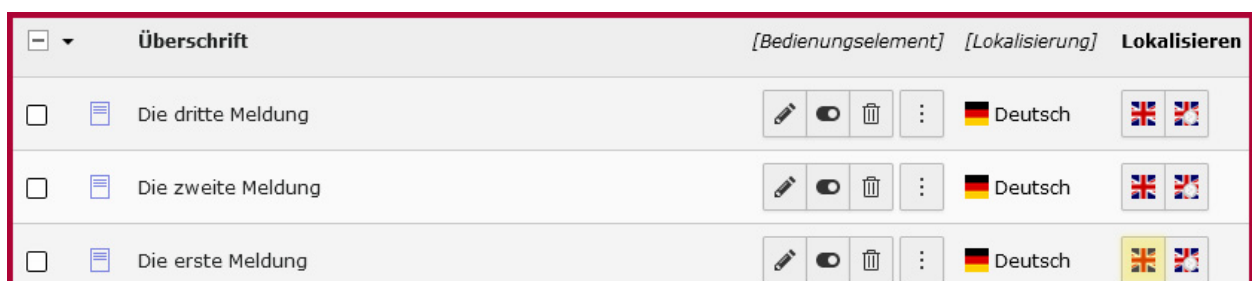 Überschrift [Bedienungselement] [Lokalisierung] Lokalisieren
Die dritte Meldung Deutsch
Die zweite Meldung Deutsch
Die erste Meldung Deutsch